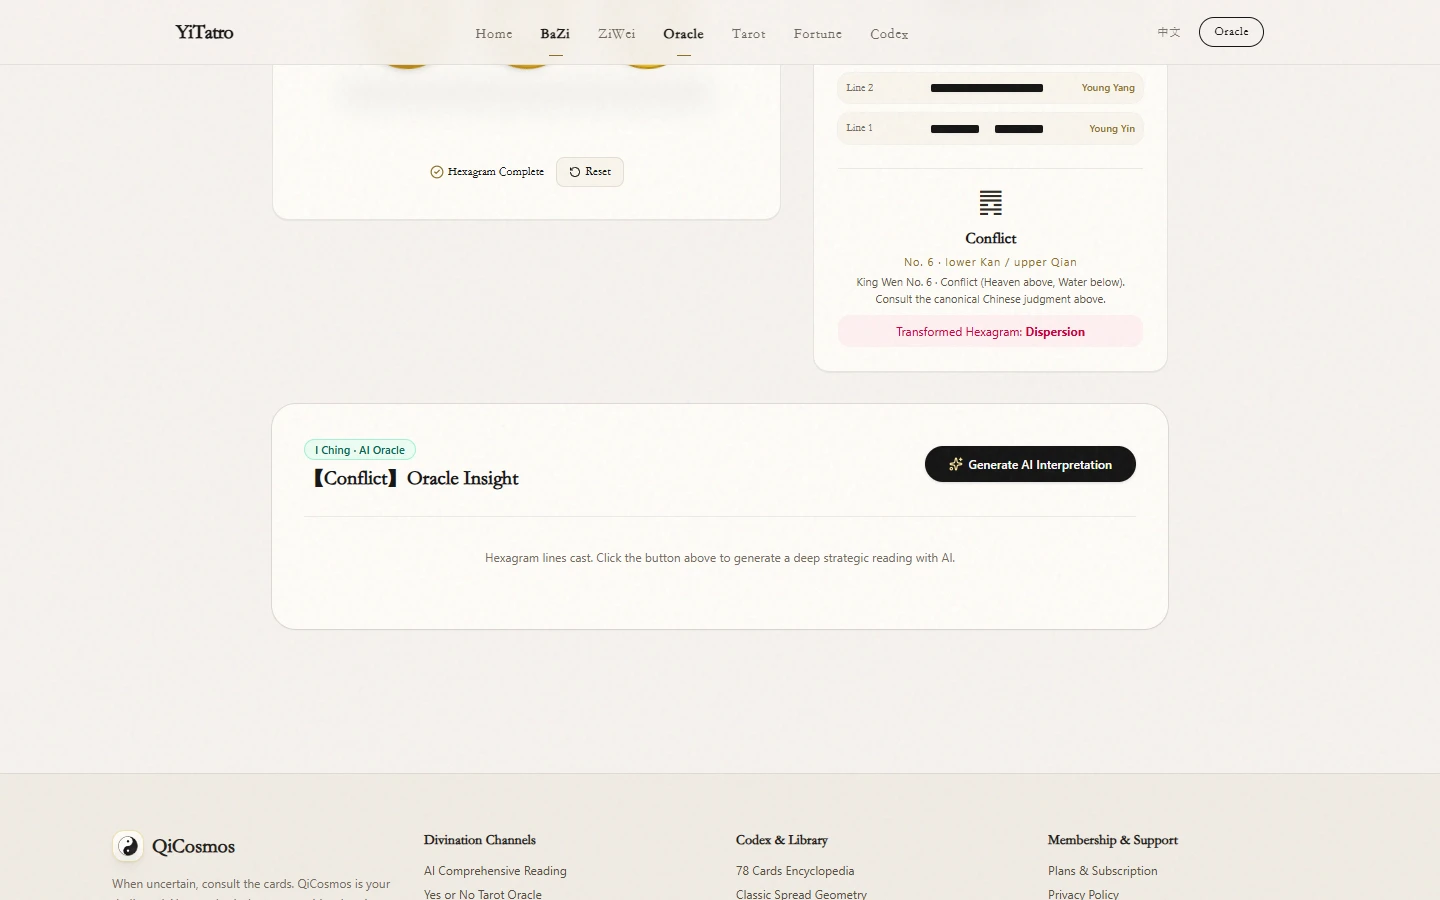 YiTatro
Home BaZi ZiWei Oracle Tarot Fortune Codex
中文 Oracle
Line 2 Young Yang
Line 1 Young Yin
Hexagram Complete Reset
Conflict
No. 6 · lower Kan / upper Qian
King Wen No. 6 · Conflict (Heaven above, Water below).
Consult the canonical Chinese judgment above.
Transformed Hexagram: Dispersion
I Ching · AI Oracle
【Conflict】Oracle Insight
Generate AI Interpretation
Hexagram lines cast. Click the button above to generate a deep strategic reading with AI.
QiCosmos
When uncertain, consult the cards. QiCosmos is your
Divination Channels
AI Comprehensive Reading
Yes or No Tarot Oracle
Codex & Library
78 Cards Encyclopedia
Classic Spread Geometry
Membership & Support
Plans & Subscription
Privacy Policy